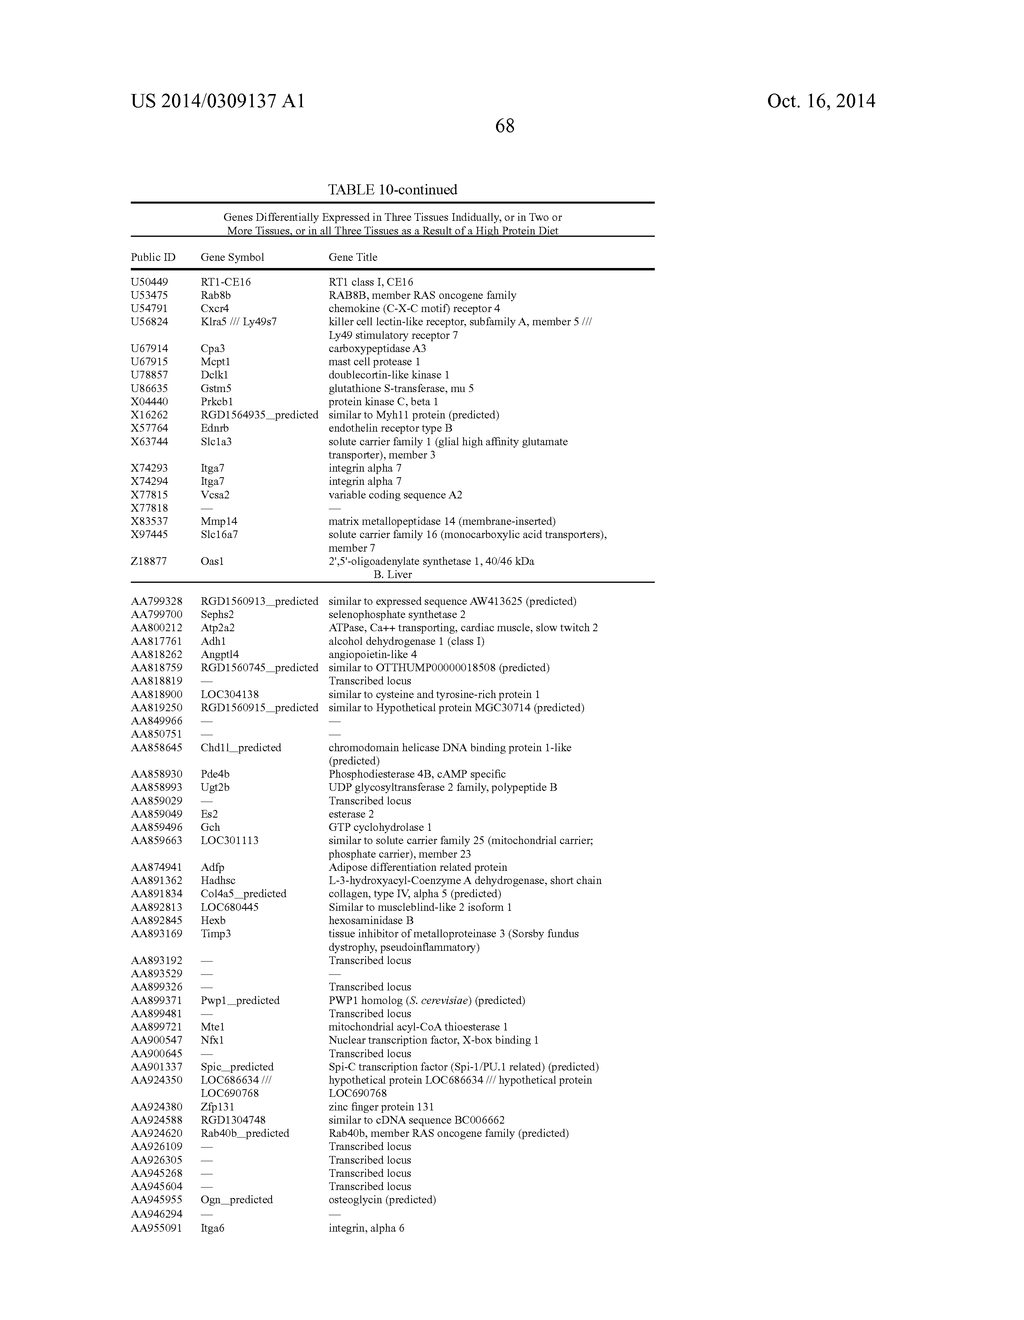 US 2014/0309137 A1 Oct. 16, 2014
68
TABLE 10-continued
Genes Differentially Expressed in Three Tissues Indidually, or in Two or
More Tissues, or in all Three Tissues as a Result of a High Protein Diet
Public ID Gene Symbol Gene Title
U50449 RT1-CE16 RT1 class I, CE16
U53475 Rab8b RAB8B, member RAS oncogene family
U54791 Cxcr4 chemokine (C-X-C motif) receptor 4
U56824 Klra5 /// Ly49s7 killer cell lectin-like receptor, subfamily A, member 5 ///
Ly49 stimulatory receptor 7
U67914 Cpa3 carboxypeptidase A3
U67915 Mcpt1 mast cell protease 1
U78857 Dclk1 doublecortin-like kinase 1
U86635 Gstm5 glutathione S-transferase, mu 5
X04440 Prkcb1 protein kinase C, beta 1
X16262 RGD1564935_predicted similar to Myh11 protein (predicted)
X57764 Ednrb endothelin receptor type B
X63744 Slc1a3 solute carrier family 1 (glial high affinity glutamate
transporter), member 3
X74293 Itga7 integrin alpha 7
X74294 Itga7 integrin alpha 7
X77815 Vcsa2 variable coding sequence A2
X77818 — —
X83537 Mmp14 matrix metallopeptidase 14 (membrane-inserted)
X97445 Slc16a7 solute carrier family 16 (monocarboxylic acid transporters),
member 7
Z18877 Oas1 2',5'-oligoadenylate synthetase 1, 40/46 kDa
B. Liver
AA799328 RGD1560913_predicted similar to expressed sequence AW413625 (predicted)
AA799700 Sephs2 selenophosphate synthetase 2
AA800212 Atp2a2 ATPase, Ca++ transporting, cardiac muscle, slow twitch 2
AA817761 Adh1 alcohol dehydrogenase 1 (class I)
AA818262 Angptl4 angiopoietin-like 4
AA818759 RGD1560745_predicted similar to OTTHUMP00000018508 (predicted)
AA818819 — Transcribed locus
AA818900 LOC304138 similar to cysteine and tyrosine-rich protein 1
AA819250 RGD1560915_predicted similar to Hypothetical protein MGC30714 (predicted)
AA849966 — —
AA850751 — —
AA858645 Chd1l_predicted chromodomain helicase DNA binding protein 1-like
(predicted)
AA858930 Pde4b Phosphodiesterase 4B, cAMP specific
AA858993 Ugt2b UDP glycosyltransferase 2 family, polypeptide B
AA859029 — Transcribed locus
AA859049 Es2 esterase 2
AA859496 Gch GTP cyclohydrolase 1
AA859663 LOC301113 similar to solute carrier family 25 (mitochondrial carrier;
phosphate carrier), member 23
AA874941 Adfp Adipose differentiation related protein
AA891362 Hadhsc L-3-hydroxyacyl-Coenzyme A dehydrogenase, short chain
AA891834 Col4a5_predicted collagen, type IV, alpha 5 (predicted)
AA892813 LOC680445 Similar to muscleblind-like 2 isoform 1
AA892845 Hexb hexosaminidase B
AA893169 Timp3 tissue inhibitor of metalloproteinase 3 (Sorsby fundus
dystrophy, pseudoinflammatory)
AA893192 — Transcribed locus
AA893529 — —
AA899326 — Transcribed locus
AA899371 Pwp1_predicted PWP1 homolog (S. cerevisiae) (predicted)
AA899481 — Transcribed locus
AA899721 Mte1 mitochondrial acyl-CoA thioesterase 1
AA900547 Nfx1 Nuclear transcription factor, X-box binding 1
AA900645 — Transcribed locus
AA901337 Spic_predicted Spi-C transcription factor (Spi-1/PU.1 related) (predicted)
AA924350 LOC686634 /// hypothetical protein LOC686634 /// hypothetical protein
LOC690768 LOC690768
AA924380 Zfp131 zinc finger protein 131
AA924588 RGD1304748 similar to cDNA sequence BC006662
AA924620 Rab40b_predicted Rab40b, member RAS oncogene family (predicted)
AA926109 — Transcribed locus
AA926305 — Transcribed locus
AA945268 — Transcribed locus
AA945604 — Transcribed locus
AA945955 Ogn_predicted osteoglycin (predicted)
AA946294 — —
AA955091 Itga6 integrin, alpha 6